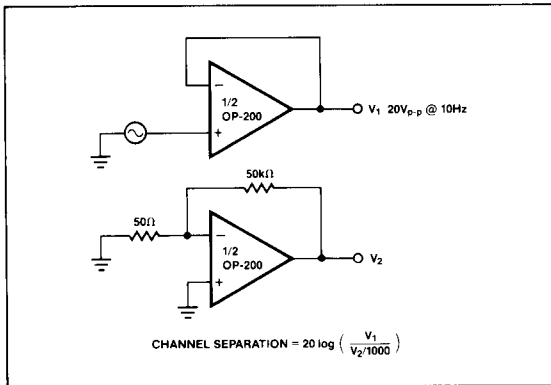 −
1/2
OP-200
+
V₁ 20Vp-p @ 10Hz
50kΩ
50Ω
−
1/2
OP-200
+
V₂
CHANNEL SEPARATION = 20 log ( V₁ / V₂/1000 )